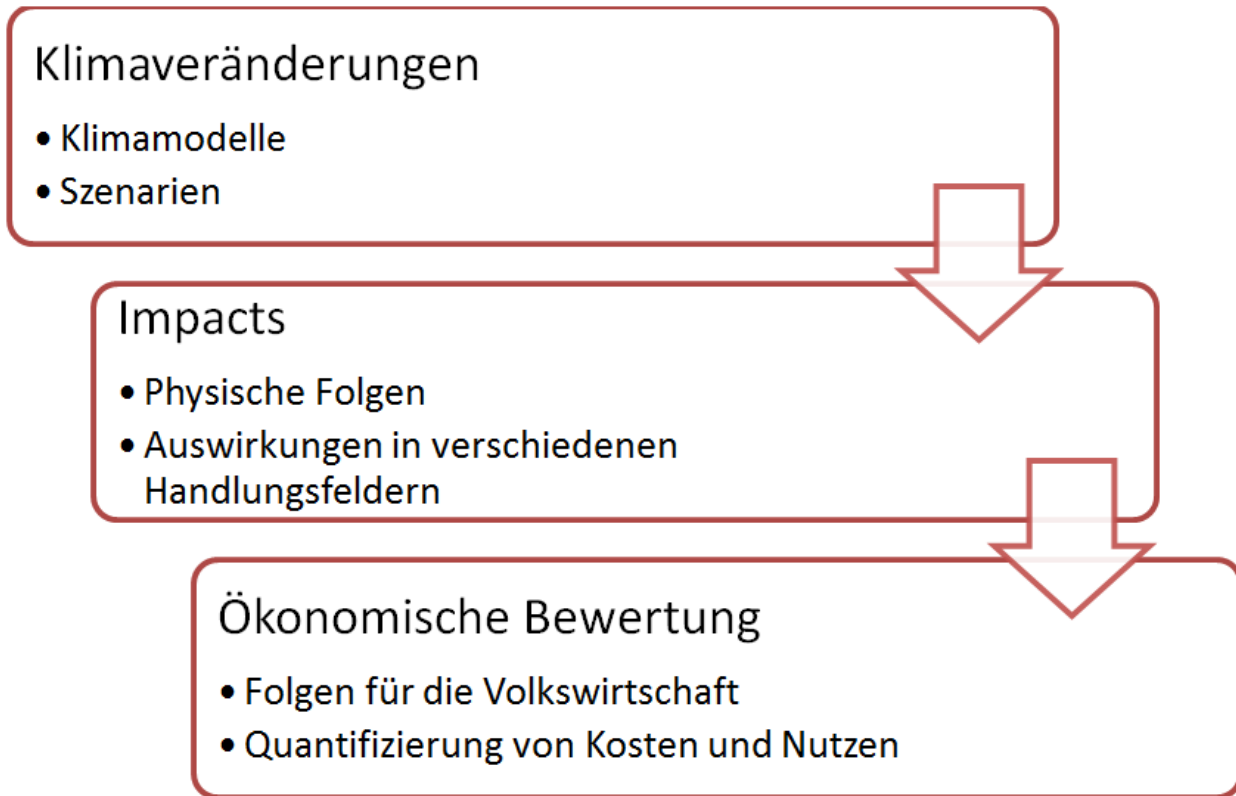 Klimaveränderungen
• Klimamodelle
• Szenarien
Impacts
• Physische Folgen
• Auswirkungen in verschiedenen
Handlungsfeldern
Ökonomische Bewertung
• Folgen für die Volkswirtschaft
• Quantifizierung von Kosten und Nutzen